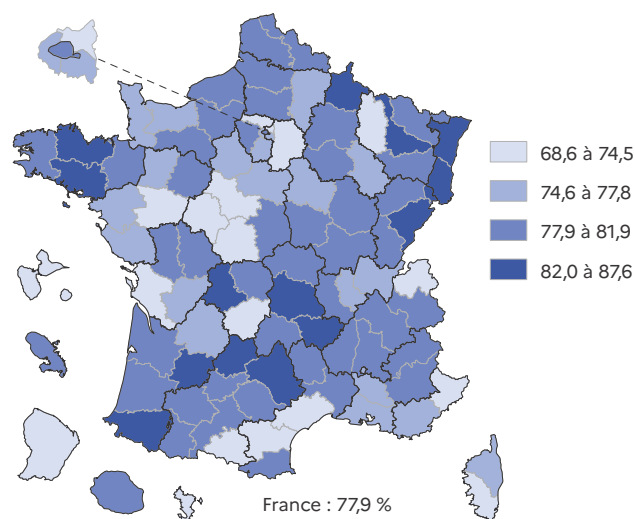 68,6 à 74,5
74,6 à 77,8
77,9 à 81,9
82,0 à 87,6
France : 77,9 %